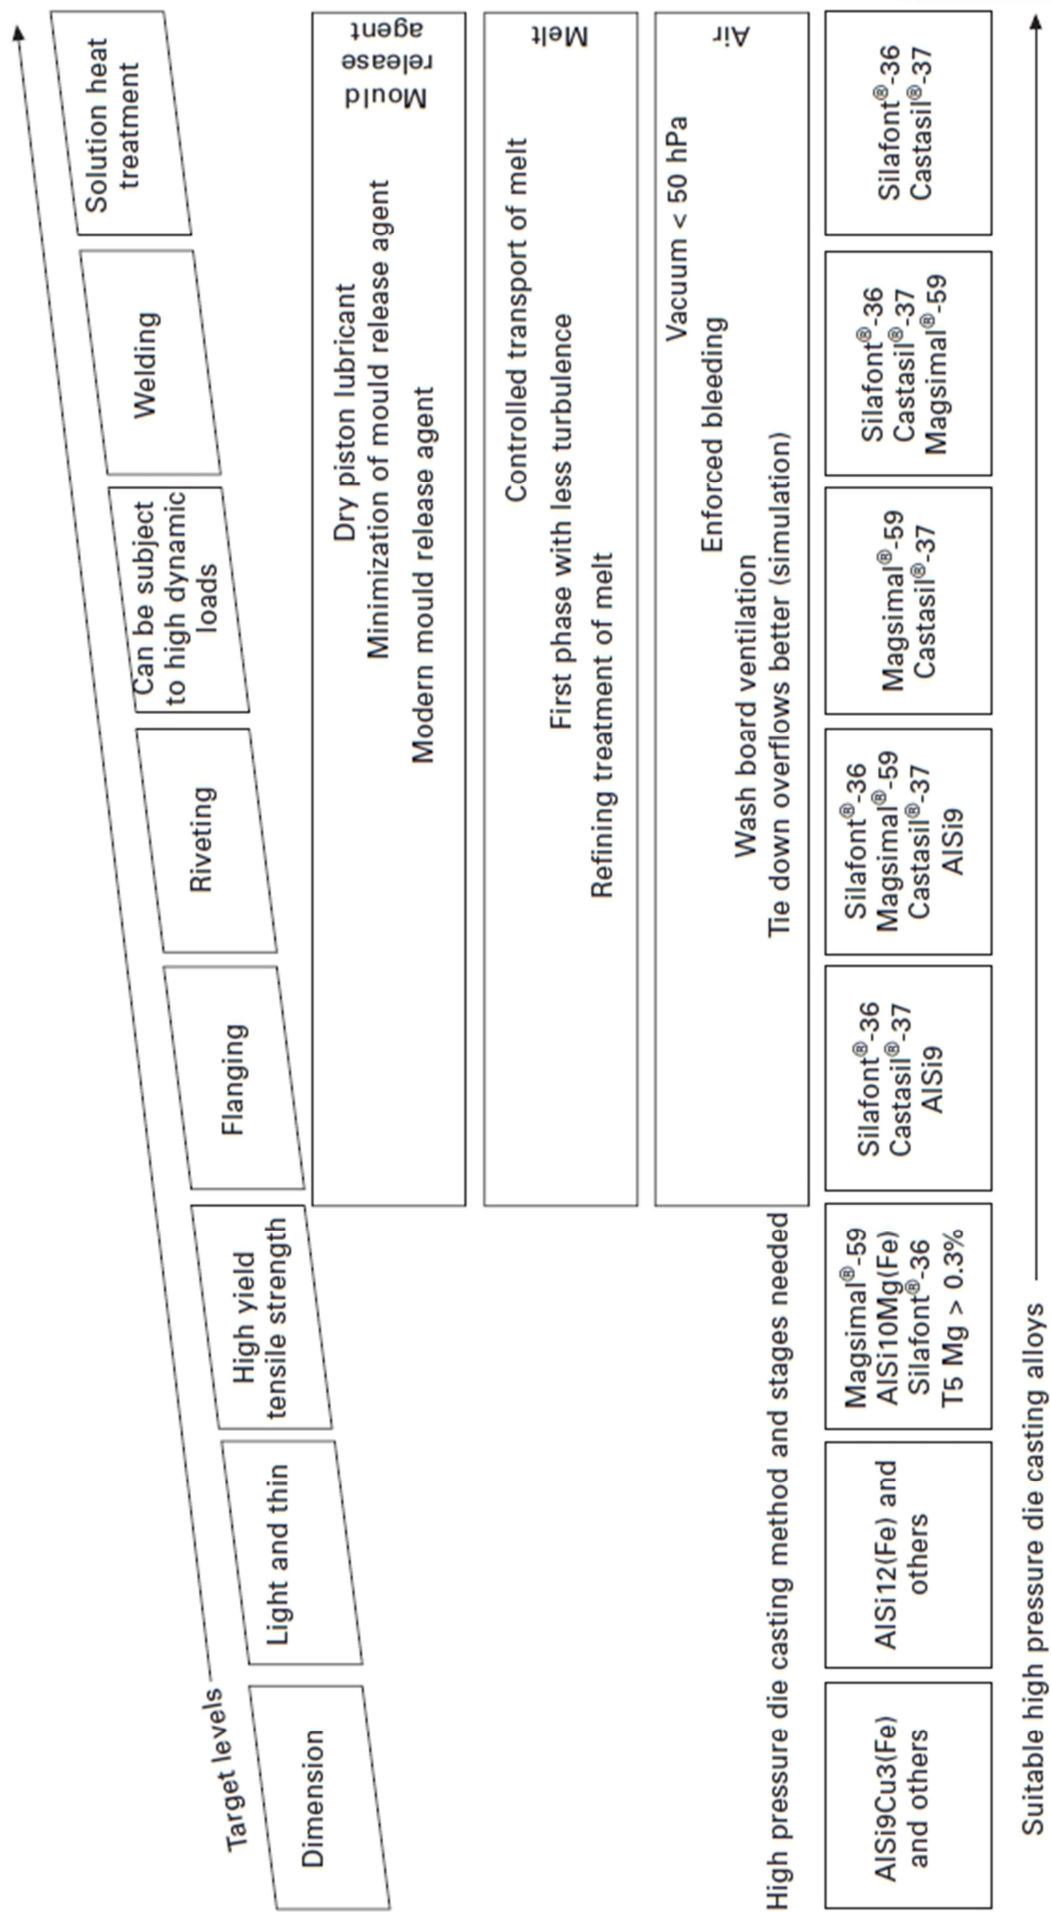 Target levels
Dimension
Light and thin
High yield
tensile strength
Flanging
Riveting
Can be subject
to high dynamic
loads
Welding
Solution heat
treatment
Dry piston lubricant
Minimization of mould release agent
Modern mould release agent
Mould
release
agent
Controlled transport of melt
First phase with less turbulence
Refining treatment of melt
Melt
Vacuum < 50 hPa
Enforced bleeding
Wash board ventilation
Tie down overflows better (simulation)
Air
High pressure die casting method and stages needed
AlSi9Cu3(Fe)
and others
AlSi12(Fe) and
others
Magsimal®-59
AlSi10Mg(Fe)
Silafont®-36
T5 Mg > 0.3%
Silafont®-36
Castasil®-37
AlSi9
Silafont®-36
Magsimal®-59
Castasil®-37
AlSi9
Magsimal®-59
Castasil®-37
Silafont®-36
Castasil®-37
Magsimal®-59
Silafont®-36
Castasil®-37
Suitable high pressure die casting alloys